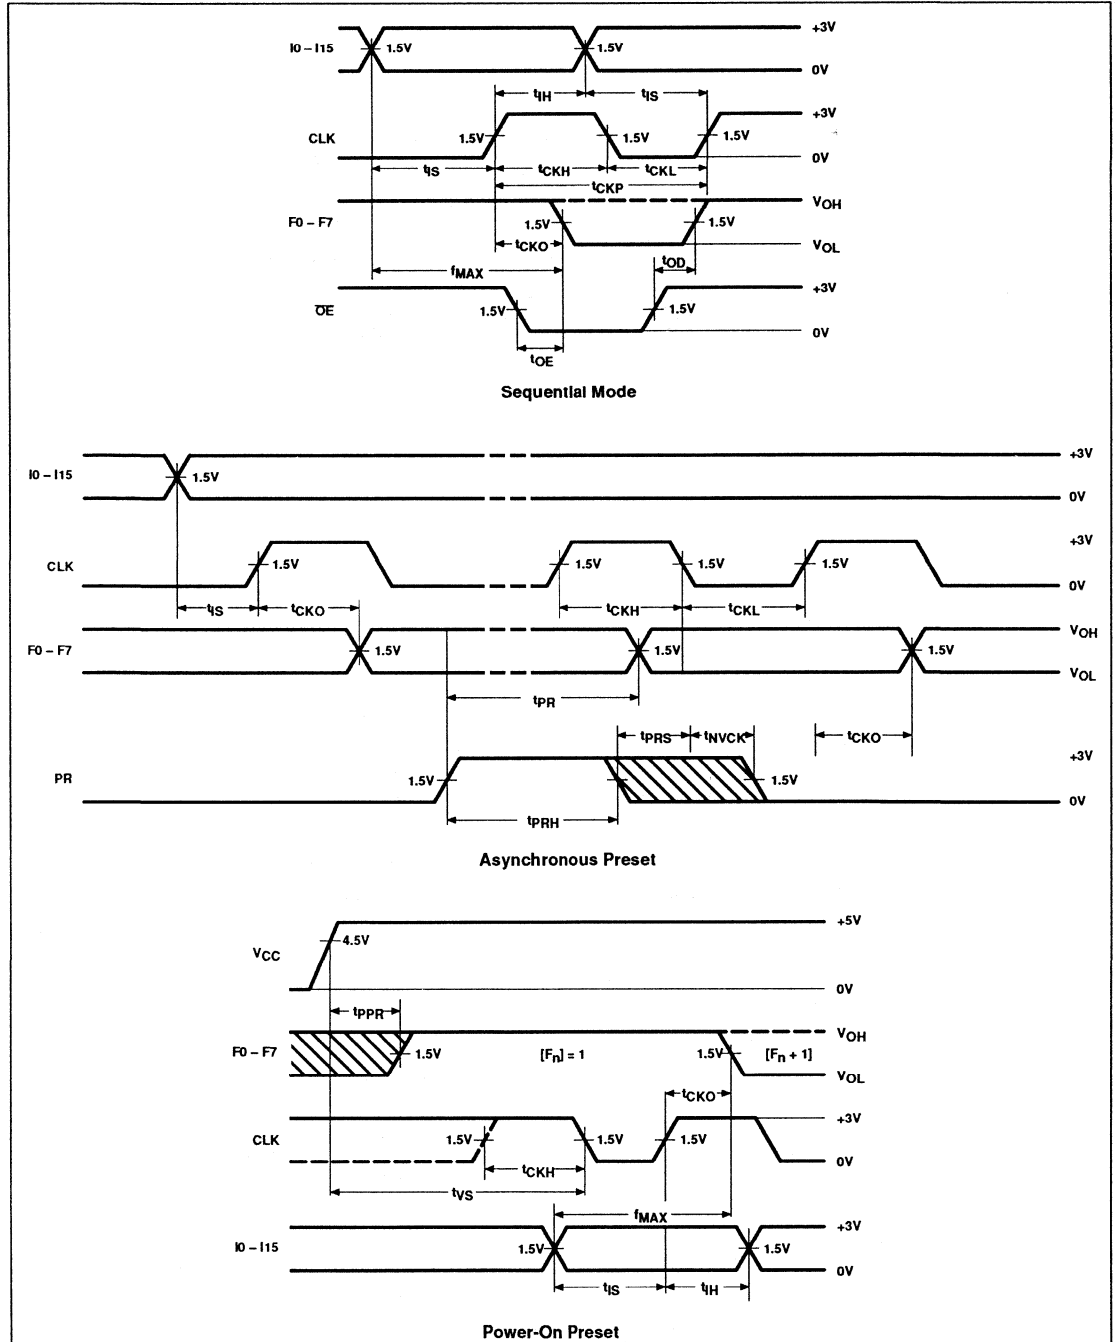 I0 – I15 1.5V 1.5V +3V
0V
tIH tIS
CLK 1.5V 1.5V 1.5V +3V
0V
tIS tCKH tCKL
tCKP
F0 – F7 1.5V 1.5V VOH
VOL
tCKO tOD
fMAX
OE 1.5V 1.5V +3V
0V
tOE
Sequential Mode
I0 – I15 1.5V +3V
0V
CLK 1.5V 1.5V 1.5V 1.5V +3V
0V
tIS tCKO tCKH tCKL
F0 – F7 1.5V 1.5V 1.5V VOH
VOL
tPR
tPRS tNVCK tCKO
PR 1.5V 1.5V +3V
0V
tPRH
Asynchronous Preset
VCC 4.5V +5V
0V
tPPR
F0 – F7 1.5V [Fn] = 1 1.5V [Fn + 1] VOH
VOL
tCKO
CLK 1.5V 1.5V 1.5V +3V
0V
tCKH
tVS
fMAX
I0 – I15 1.5V 1.5V +3V
0V
tIS tIH
Power-On Preset